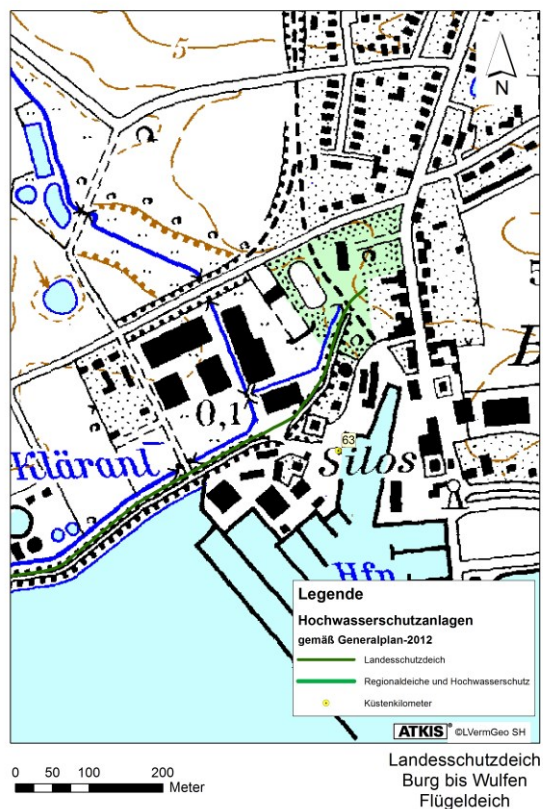 5
N
0,1
Kläranl
63
Silos
Hfn
Legende
Hochwasserschutzanlagen
gemäß Generalplan-2012
Landesschutzdeich
Regionaldeiche und Hochwasserschutz
Küstenkilometer
ATKIS® ©LVermGeo SH
0 50 100 200
Meter
Landesschutzdeich
Burg bis Wulfen
Flügeldeich